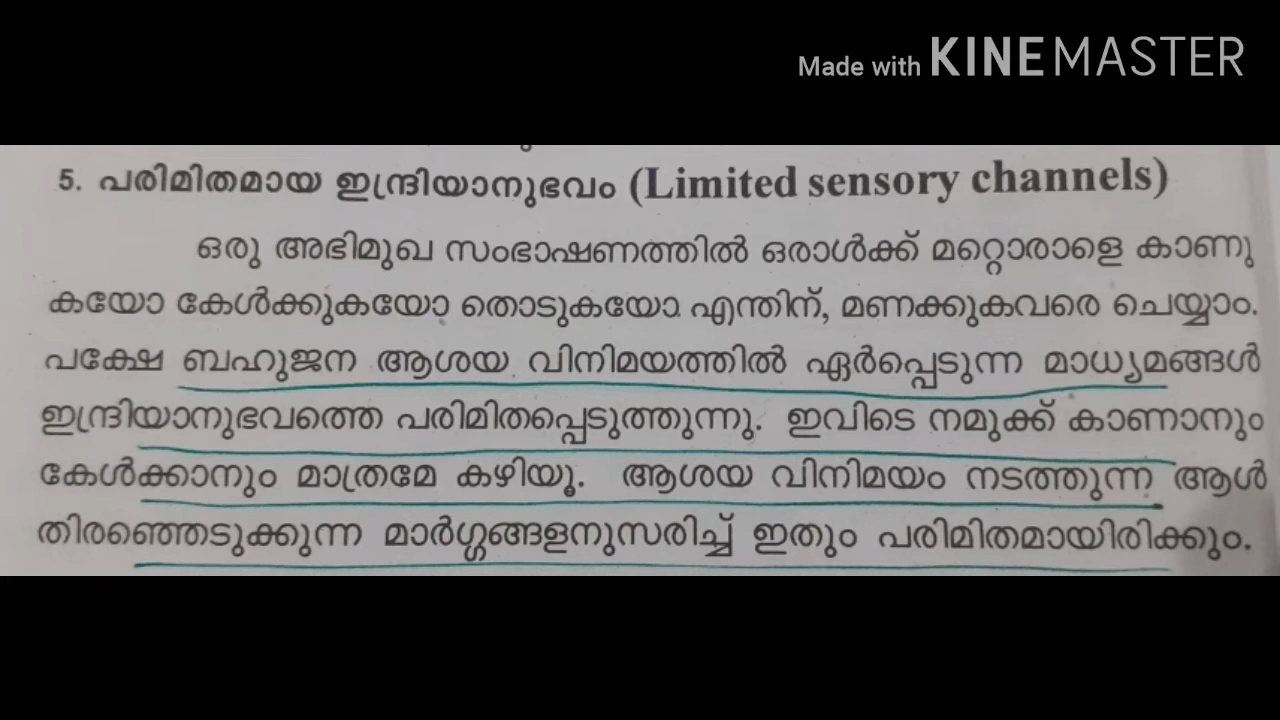 Made with KINEMASTER
5. പരിമിതമായ ഇന്ദ്രിയാനുഭവം (Limited sensory channels)
ഒരു അഭിമുഖ സംഭാഷണത്തിൽ ഒരാൾക്ക് മറ്റൊരാളെ കാണു
കയോ കേൾക്കുകയോ തൊടുകയോ എന്തിന്, മണക്കുകവരെ ചെയ്യാം.
പക്ഷേ ബഹുജന ആശയ വിനിമയത്തിൽ ഏർപ്പെടുന്ന മാധ്യമങ്ങൾ
ഇന്ദ്രിയാനുഭവത്തെ പരിമിതപ്പെടുത്തുന്നു. ഇവിടെ നമുക്ക് കാണാനും
കേൾക്കാനും മാത്രമേ കഴിയൂ. ആശയ വിനിമയം നടത്തുന്ന ആൾ
തിരഞ്ഞെടുക്കുന്ന മാർഗ്ഗങ്ങളനുസരിച്ച് ഇതും പരിമിതമായിരിക്കും.